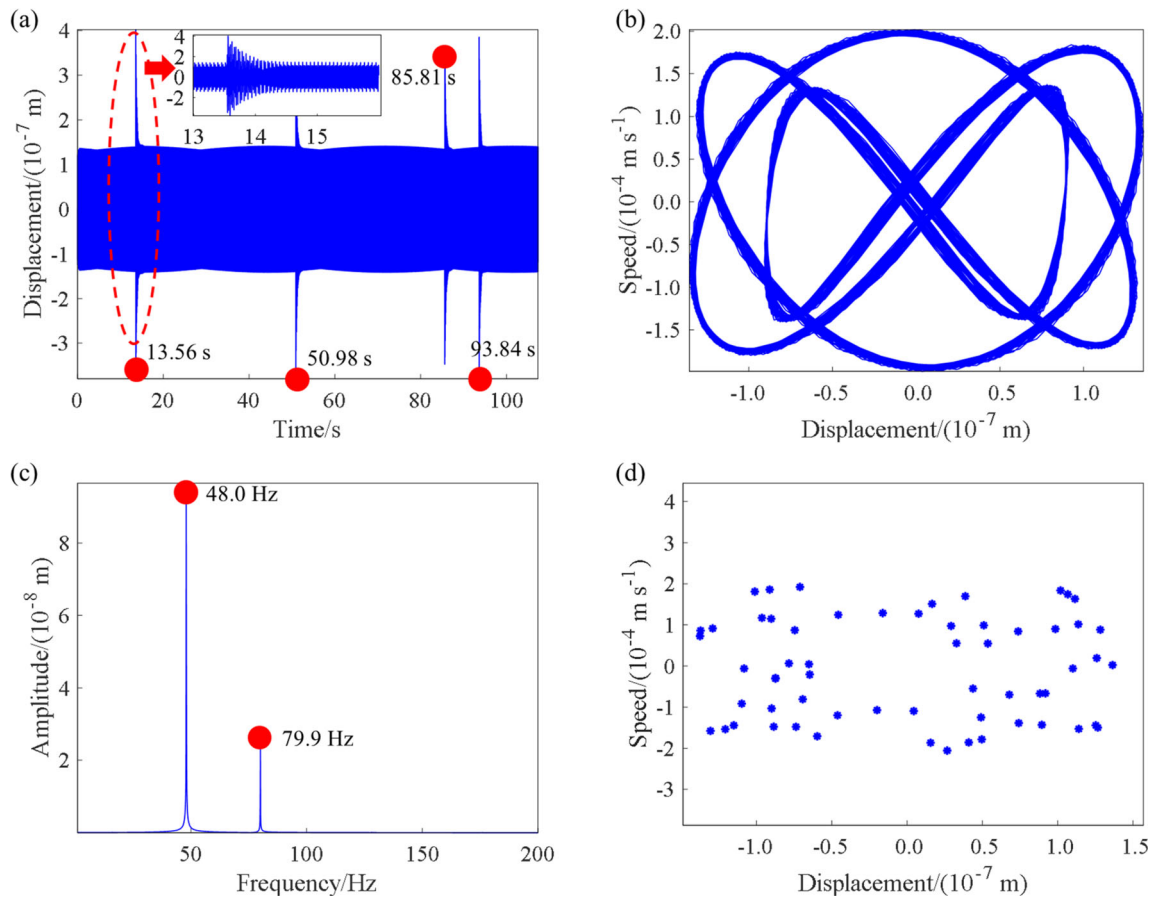 (a)
4
3
2
1
0
-1
-2
-3
Displacement/(10⁻⁷ m)
4
2
0
-2
13 14 15
85.81 s
13.56 s
50.98 s
93.84 s
0 20 40 60 80 100
Time/s
(b)
2.0
1.5
1.0
0.5
0.0
-0.5
-1.0
-1.5
Speed/(10⁻⁴ m s⁻¹)
-1.0 -0.5 0.0 0.5 1.0
Displacement/(10⁻⁷ m)
(c)
8
6
4
2
Amplitude/(10⁻⁸ m)
48.0 Hz
79.9 Hz
50 100 150 200
Frequency/Hz
(d)
4
3
2
1
0
-1
-2
-3
Speed/(10⁻⁴ m s⁻¹)
-1.0 -0.5 0.0 0.5 1.0 1.5
Displacement/(10⁻⁷ m)